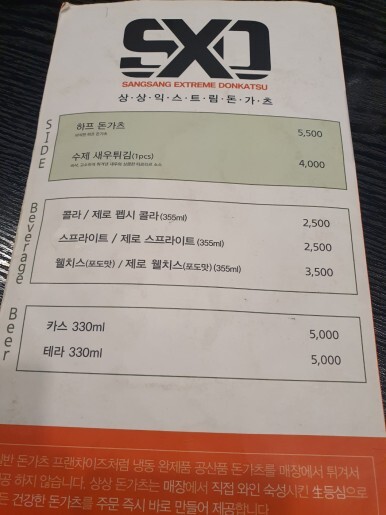 SXD
SANGSANG EXTREME DONKATSU
상·상·익·스·트·림·돈·가·츠
SIDE
하프 돈가츠 5,500
수제 새우튀김(1pcs) 4,000
Beverage
콜라 / 제로 펩시 콜라(355ml) 2,500
스프라이트 / 제로 스프라이트(355ml) 2,500
웰치스(포도맛) / 제로 웰치스(포도맛)(355ml) 3,500
Beer
카스 330ml 5,000
테라 330ml 5,000
일반 돈가츠 프랜차이즈처럼 냉동 완제품 공산품 돈가츠를 매장에서 튀겨서
공 하지 않습니다. 상상 돈가츠는 매장에서 직접 와인 숙성시킨 生등심으로
든 건강한 돈가츠를 주문 즉시 바로 만들어 제공합니다.